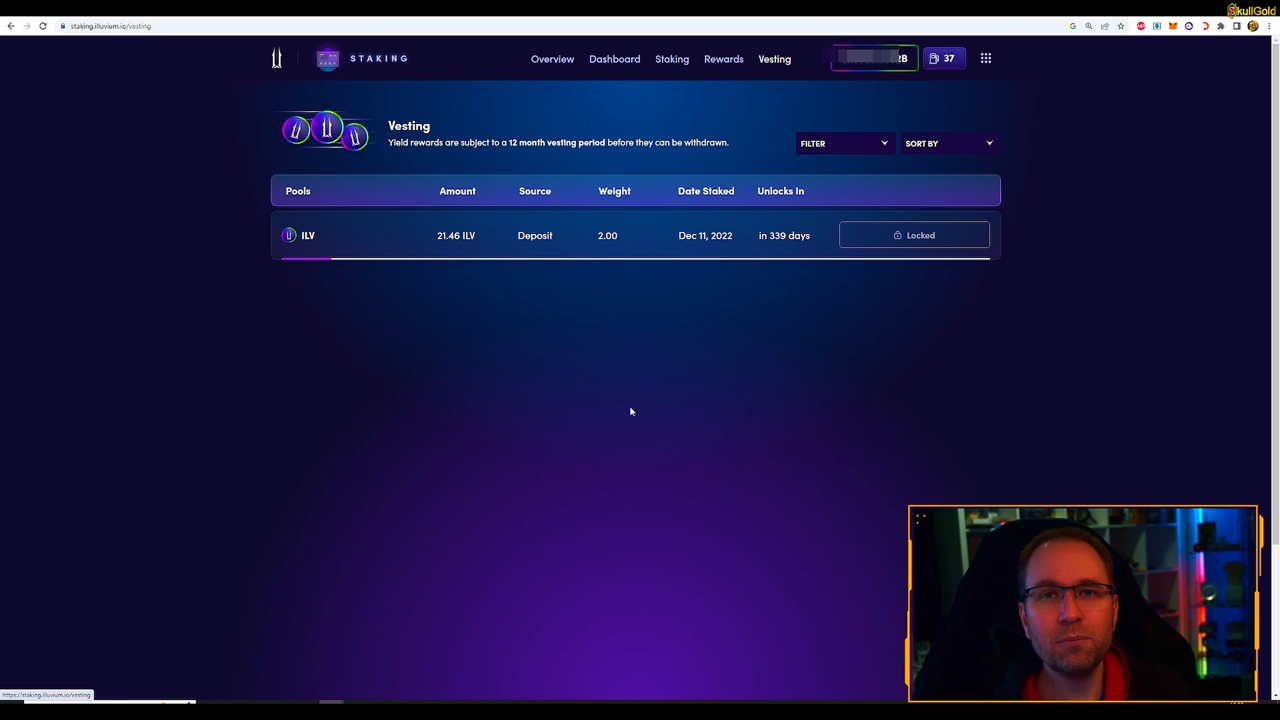 SkullGold
staking.illuvium.io/vesting
STAKING
Overview
Dashboard
Staking
Rewards
Vesting
2B
37
Vesting
Yield rewards are subject to a 12 month vesting period before they can be withdrawn.
FILTER
SORT BY
Pools Amount Source Weight Date Staked Unlocks In
ILV 21.46 ILV Deposit 2.00 Dec 11, 2022 in 339 days Locked
https://staking.illuvium.io/vesting